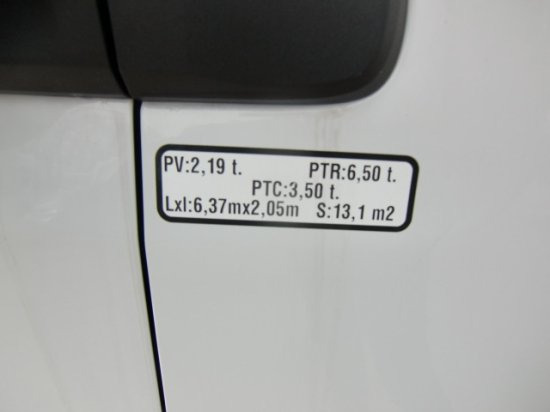 PV:2,19 t. PTR:6,50 t.
PTC:3,50 t.
Lxl:6,37mx2,05m S:13,1 m2